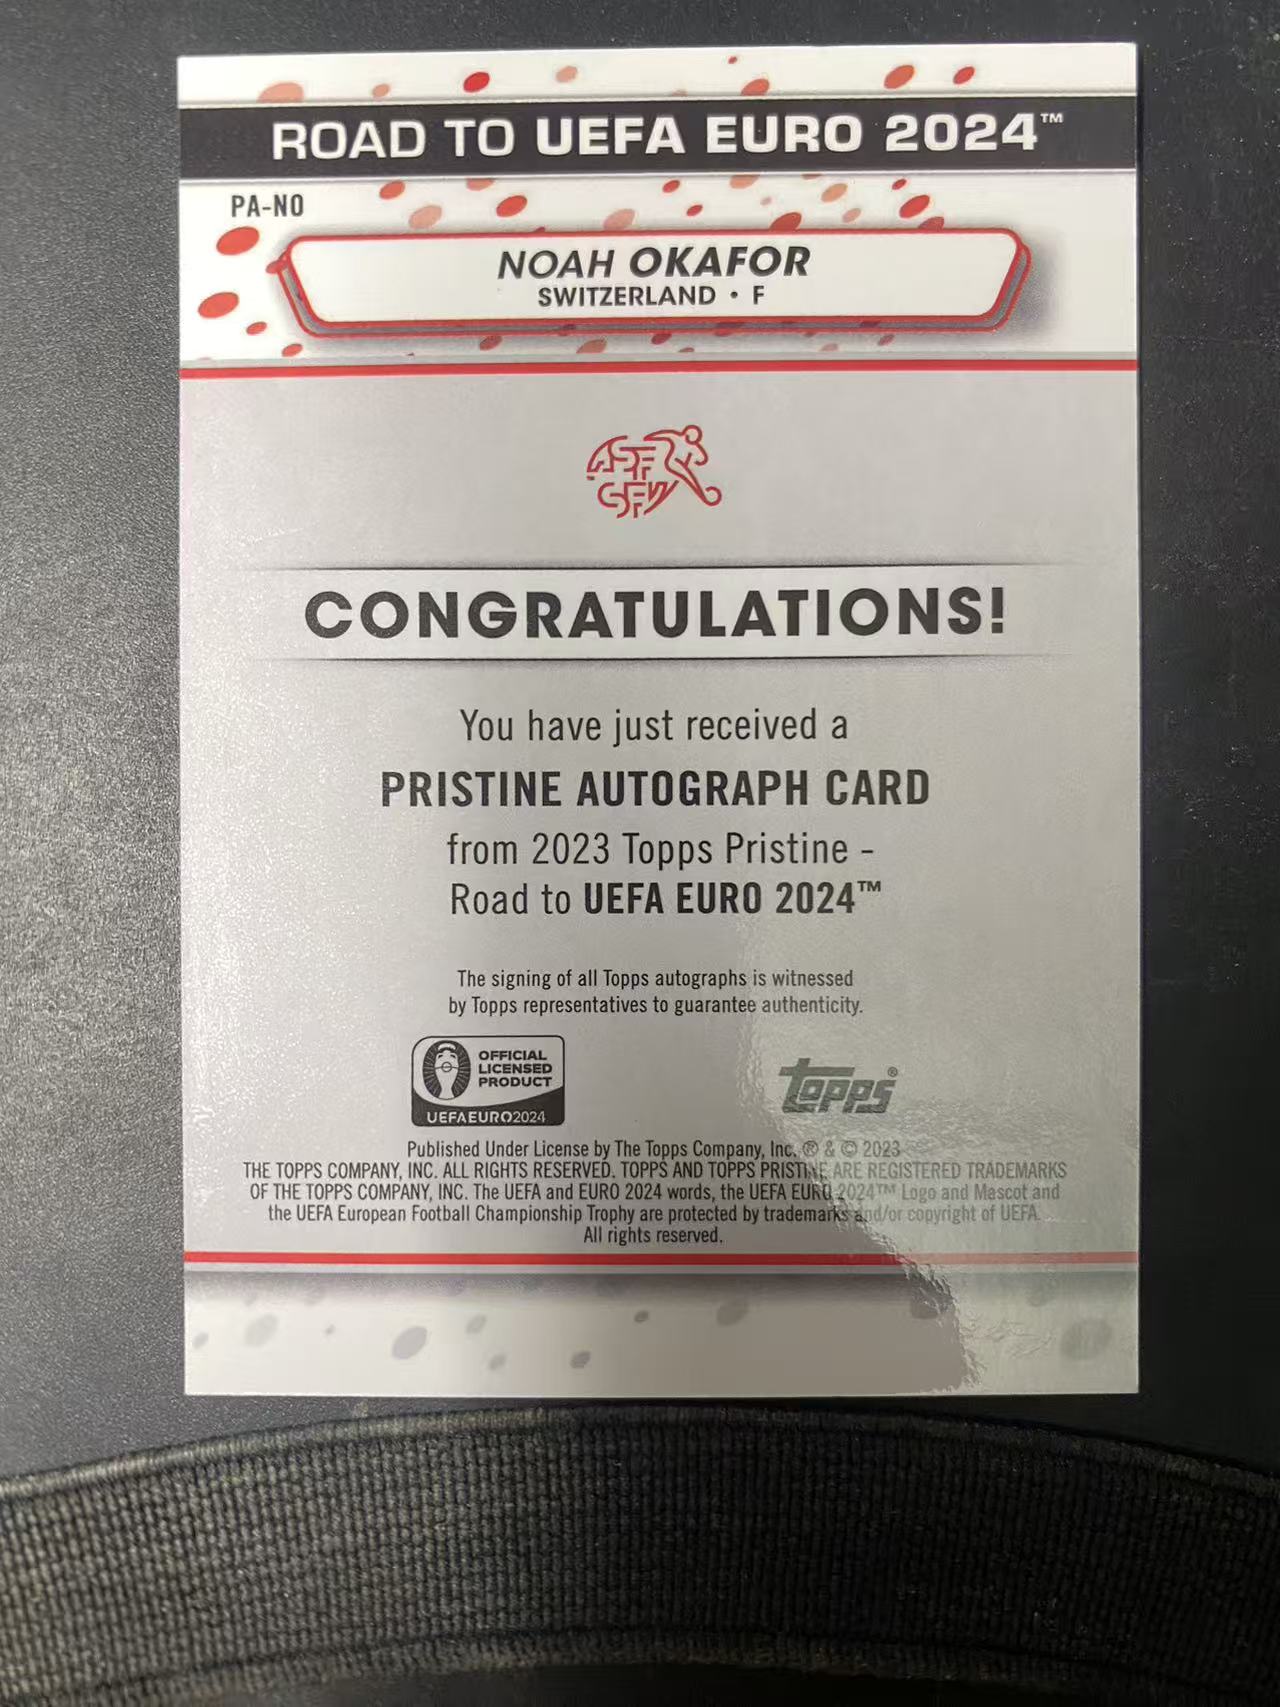 ROAD TO UEFA EURO 2024™
PA-NO
NOAH OKAFOR
SWITZERLAND • F
ASF
SFV
CONGRATULATIONS!
You have just received a
PRISTINE AUTOGRAPH CARD
from 2023 Topps Pristine -
Road to UEFA EURO 2024™
The signing of all Topps autographs is witnessed
by Topps representatives to guarantee authenticity.
OFFICIAL
LICENSED
PRODUCT
UEFAEURO2024
topps®
Published Under License by The Topps Company, Inc. ® & © 2023
THE TOPPS COMPANY, INC. ALL RIGHTS RESERVED. TOPPS AND TOPPS PRISTINE ARE REGISTERED TRADEMARKS
OF THE TOPPS COMPANY, INC. The UEFA and EURO 2024 words, the UEFA EURO 2024™ Logo and Mascot and
the UEFA European Football Championship Trophy are protected by trademarks and/or copyright of UEFA.
All rights reserved.